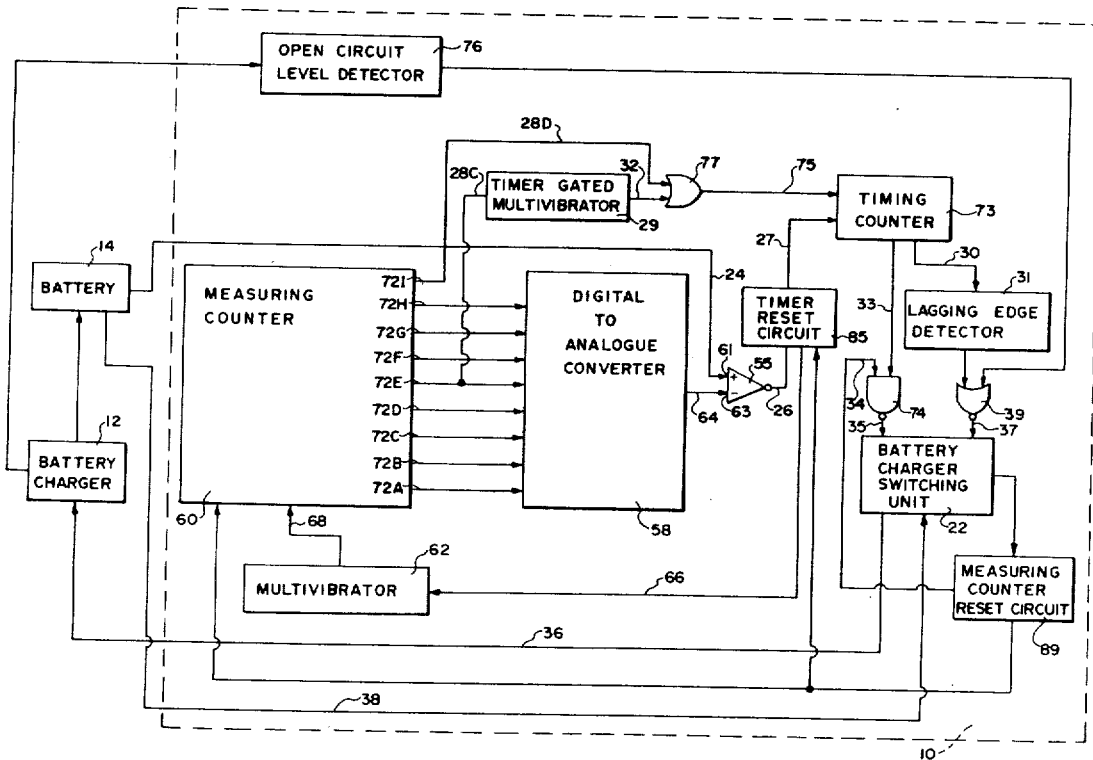 OPEN CIRCUIT
LEVEL DETECTOR
76
28D
28C
TIMER GATED
MULTIVIBRATOR
29
32
77
75
TIMING
COUNTER
73
27
30
14
BATTERY
24
MEASURING
COUNTER
72I
72H
72G
72F
72E
72D
72C
72B
72A
DIGITAL
TO
ANALOGUE
CONVERTER
TIMER
RESET
CIRCUIT
85
33
31
LAGGING EDGE
DETECTOR
61
+
55
−
63
64
26
34
74
39
35
37
12
BATTERY
CHARGER
BATTERY
CHARGER
SWITCHING
UNIT
22
60
68
58
62
MULTIVIBRATOR
66
MEASURING
COUNTER
RESET CIRCUIT
89
36
38
10